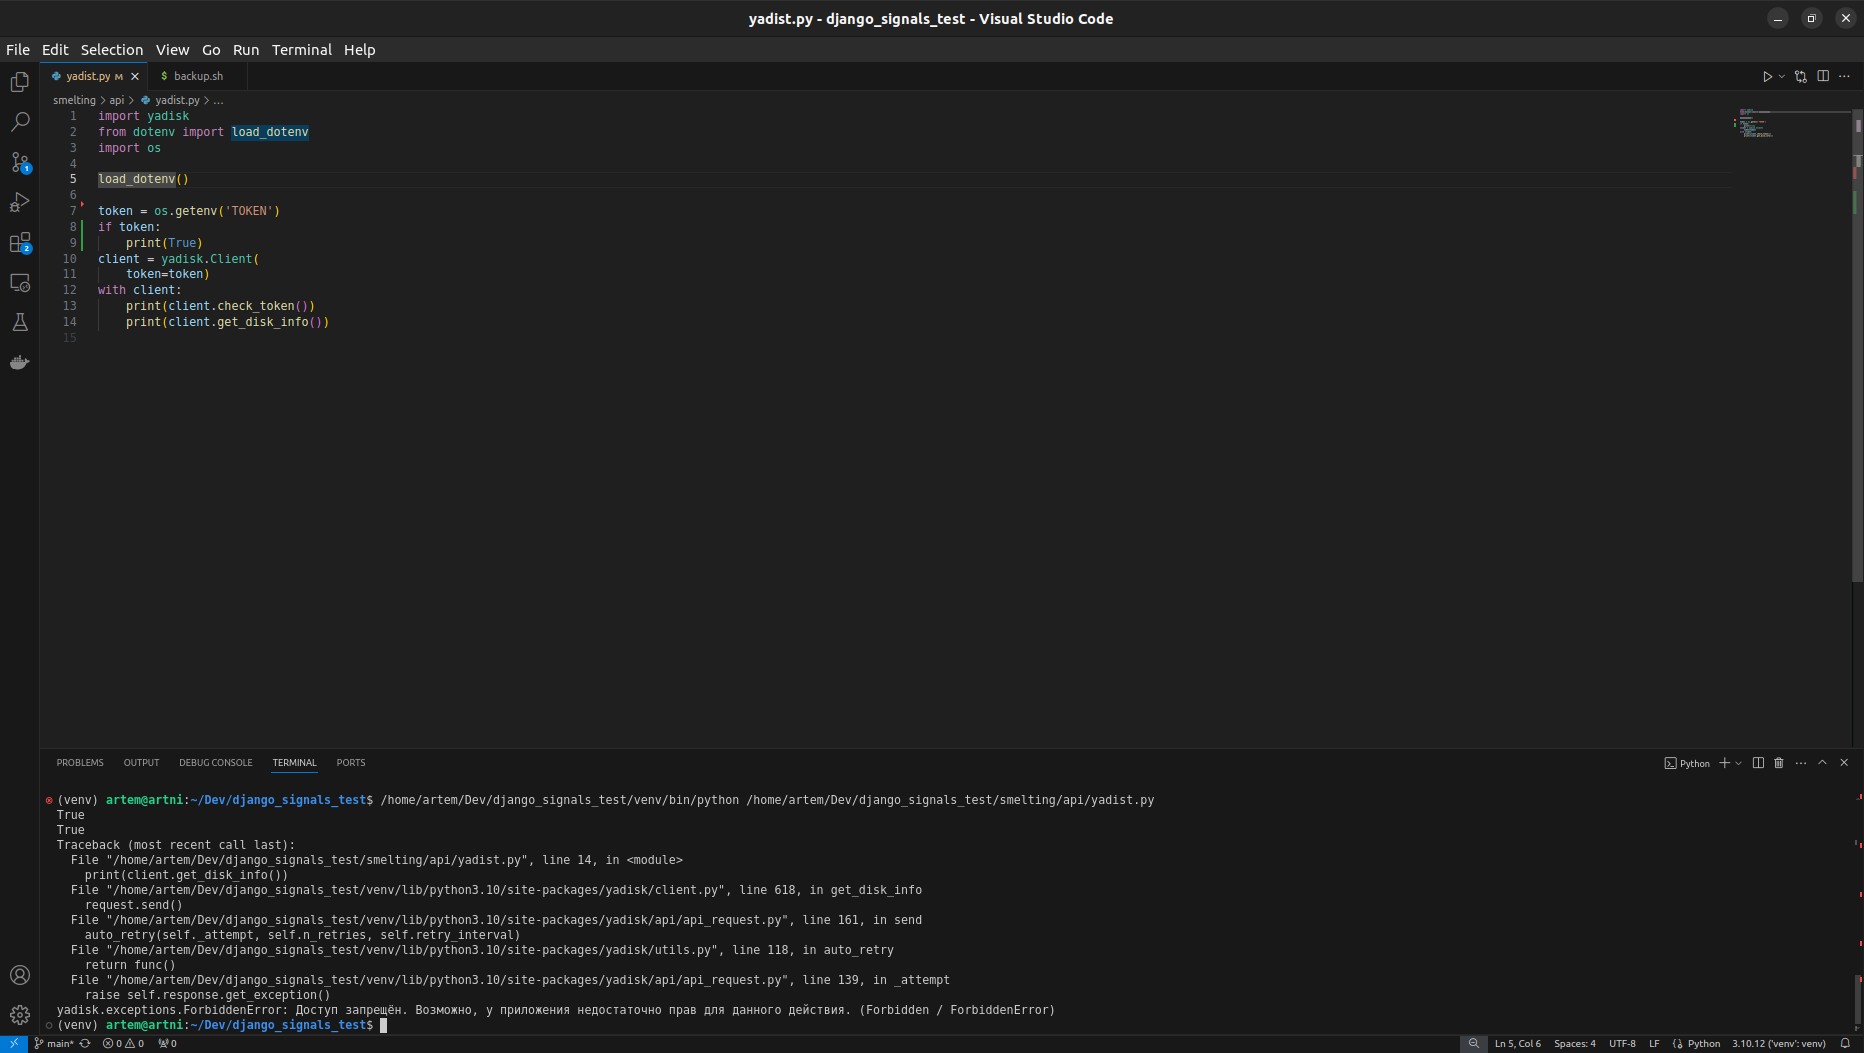 yadist.py - django_signals_test - Visual Studio Code
File Edit Selection View Go Run Terminal Help
yadist.py M
$ backup.sh
smelting > api > yadist.py > ...
1 import yadisk
2 from dotenv import load_dotenv
3 import os
4
5 load_dotenv()
6
7 token = os.getenv('TOKEN')
8 if token:
9 print(True)
10 client = yadisk.Client(
11 token=token)
12 with client:
13 print(client.check_token())
14 print(client.get_disk_info())
15
1
2
PROBLEMS OUTPUT DEBUG CONSOLE TERMINAL PORTS
Python
(venv) artem@artni:~/Dev/django_signals_test$ /home/artem/Dev/django_signals_test/venv/bin/python /home/artem/Dev/django_signals_test/smelting/api/yadist.py
True
True
Traceback (most recent call last):
File "/home/artem/Dev/django_signals_test/smelting/api/yadist.py", line 14, in <module>
print(client.get_disk_info())
File "/home/artem/Dev/django_signals_test/venv/lib/python3.10/site-packages/yadisk/client.py", line 618, in get_disk_info
request.send()
File "/home/artem/Dev/django_signals_test/venv/lib/python3.10/site-packages/yadisk/api/api_request.py", line 161, in send
auto_retry(self._attempt, self.n_retries, self.retry_interval)
File "/home/artem/Dev/django_signals_test/venv/lib/python3.10/site-packages/yadisk/utils.py", line 118, in auto_retry
return func()
File "/home/artem/Dev/django_signals_test/venv/lib/python3.10/site-packages/yadisk/api/api_request.py", line 139, in _attempt
raise self.response.get_exception()
yadisk.exceptions.ForbiddenError: Доступ запрещён. Возможно, у приложения недостаточно прав для данного действия. (Forbidden / ForbiddenError)
(venv) artem@artni:~/Dev/django_signals_test$
main* 0 0 0
Ln 5, Col 6 Spaces: 4 UTF-8 LF Python 3.10.12 ('venv': venv)